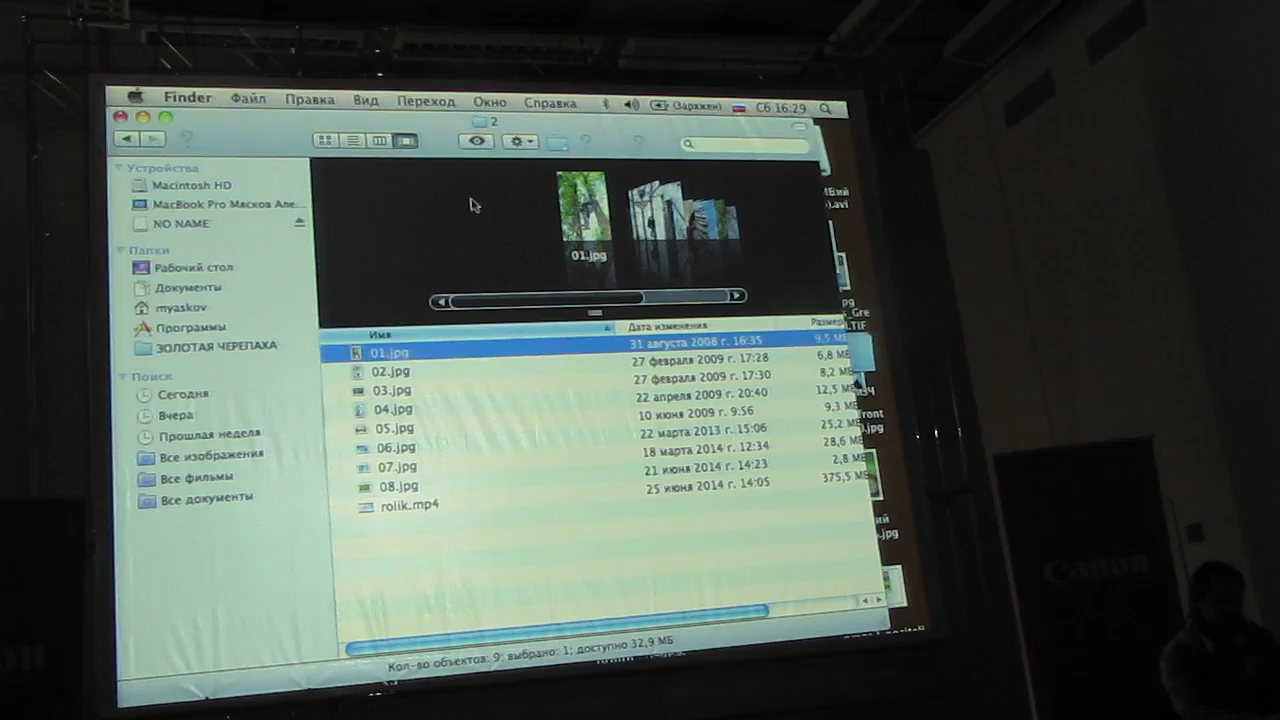 Finder Файл Правка Вид Переход Окно Справка (Заряжен) Сб 16:29
2
Устройства
Macintosh HD
MacBook Pro Мясков Але...
NO NAME
Папки
Рабочий стол
Документы
myaskov
Программы
ЗОЛОТАЯ ЧЕРЕПАХА
Поиск
Сегодня
Вчера
Прошлая неделя
Все изображения
Все фильмы
Все документы
01.jpg
Имя Дата изменения Размер
01.jpg 31 августа 2008 г. 16:35 9,5 МБ
02.jpg 27 февраля 2009 г. 17:28 6,8 МБ
03.jpg 27 февраля 2009 г. 17:30 8,2 МБ
04.jpg 22 апреля 2009 г. 20:40 12,5 МБ
05.jpg 10 июня 2009 г. 9:56 9,3 МБ
06.jpg 22 марта 2013 г. 15:06 25,2 МБ
07.jpg 18 марта 2014 г. 12:34 28,6 МБ
08.jpg 21 июня 2014 г. 14:23 2,8 МБ
rolik.mp4 25 июня 2014 г. 14:05 375,5 МБ
Кол-во объектов: 9; выбрано: 1; доступно 32,9 МБ
Canon